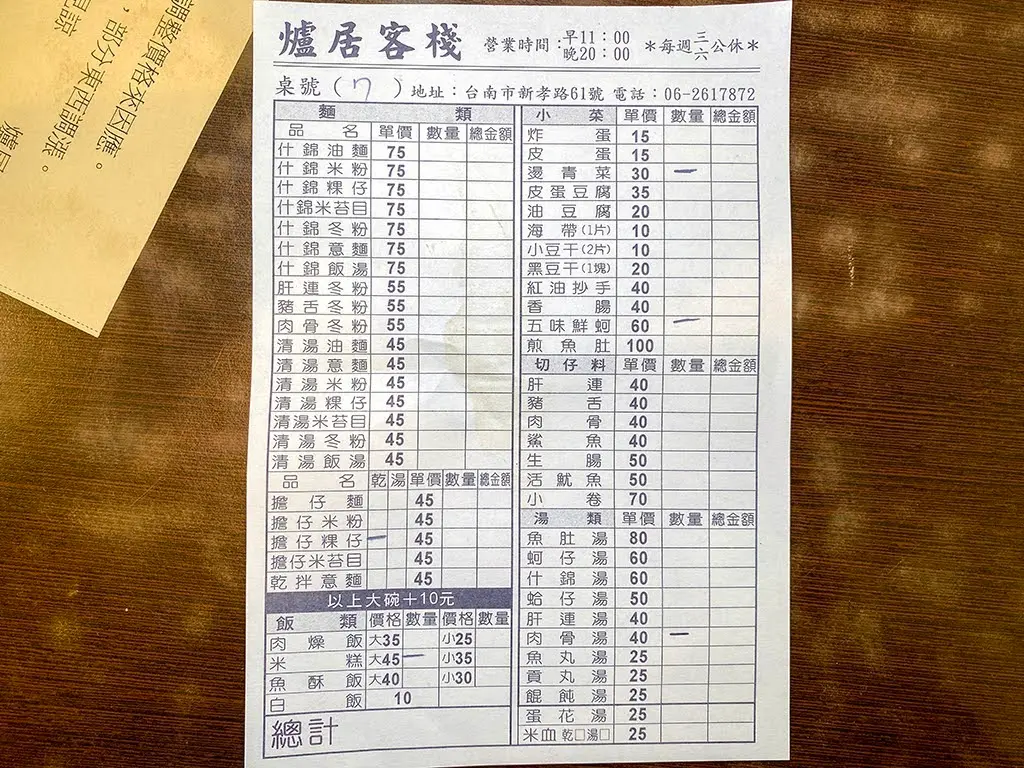 調整價格來因應。
,部分東西調漲。
見諒
爐居
爐居客棧 營業時間:早11:00 晚20:00 *每週三六公休*
桌號(7) 地址:台南市新孝路61號 電話:06-2617872
麵類
品名 單價 數量 總金額
什錦油麵 75
什錦米粉 75
什錦粿仔 75
什錦米苔目 75
什錦冬粉 75
什錦意麵 75
什錦飯湯 75
肝連冬粉 55
豬舌冬粉 55
肉骨冬粉 55
清湯油麵 45
清湯意麵 45
清湯米粉 45
清湯粿仔 45
清湯米苔目 45
清湯冬粉 45
清湯飯湯 45
品名 乾 湯 單價 數量 總金額
擔仔麵 45
擔仔米粉 45
擔仔粿仔 一 45
擔仔米苔目 45
乾拌意麵 45
以上大碗+10元
飯類 價格 數量 價格 數量
肉燥飯 大35 小25
米糕 大45 一 小35
魚酥飯 大40 小30
白飯 10
總計
小菜 單價 數量 總金額
炸蛋 15
皮蛋 15
燙青菜 30 一
皮蛋豆腐 35
油豆腐 20
海帶(1片) 10
小豆干(2片) 10
黑豆干(1塊) 20
紅油抄手 40
香腸 40
五味鮮蚵 60 一
煎魚肚 100
切仔料 單價 數量 總金額
肝連 40
豬舌 40
肉骨 40
鯊魚 40
生腸 50
活魷魚 50
小卷 70
湯類 單價 數量 總金額
魚肚湯 80
蚵仔湯 60
什錦湯 60
蛤仔湯 50
肝連湯 40
肉骨湯 40 一
魚丸湯 25
貢丸湯 25
餛飩湯 25
蛋花湯 25
米血 乾□湯□ 25